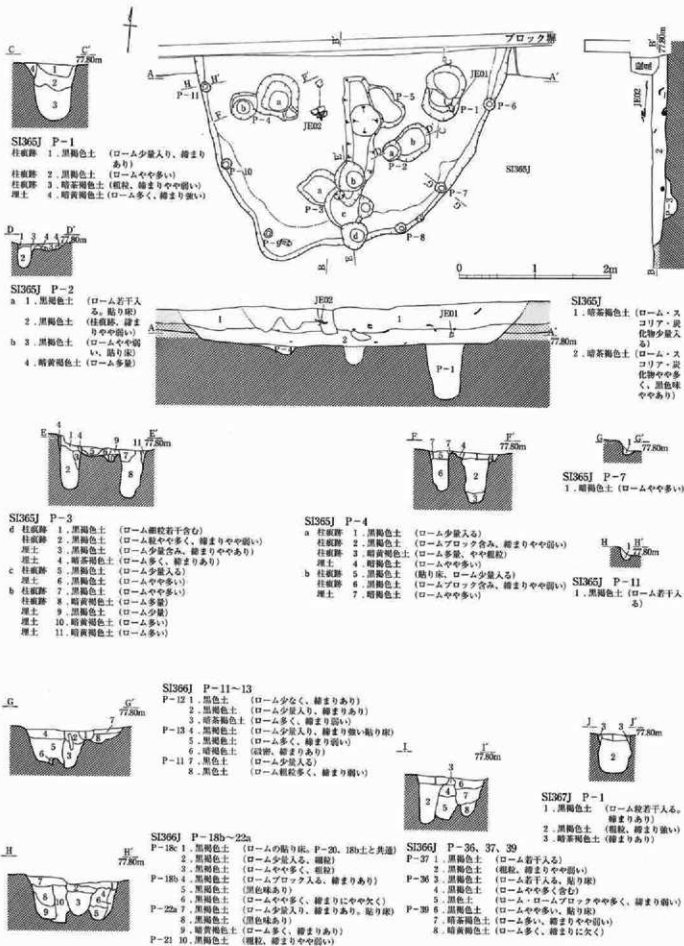 ブロック塀
C C′
77.80m
SI365J P-1
柱痕跡 1．黒褐色土 (ローム少量入り、締まり
あり)
柱痕跡 2．黒褐色土 (ロームやや多い)
柱痕跡 3．暗茶褐色土 (粗粒、締まりやや弱い)
埋土 4．暗黄褐色土 (ローム多く、締まり強い)
D D′
77.80m
SI365J P-2
a 1．黒褐色土 (ローム若干入
る。貼り床)
2．黒褐色土 (柱痕跡、締ま
りやや弱い)
b 3．黒褐色土 (ロームやや弱
い、貼り床)
4．暗黄褐色土 (ローム多量)
P-11
P-4
JE02
P-5
JE01
P-1
P-6
P-2
P-10
P-3
P-7
P-8
P-9
SI365J
0 1 2m
JE02
JE01
P-1
77.80m
SI365J
1．暗茶褐色土 (ローム・ス
コリア・炭
化物少量入
る)
2．暗茶褐色土 (ローム・ス
コリア・炭
化物やや多
く、黒色味
ややあり)
E E′
77.80m
SI365J P-3
d 柱痕跡 1．黒褐色土 (ローム細粒若干含む)
柱痕跡 2．黒褐色土 (ローム粒やや多く、締まりやや弱い)
埋土 3．黒褐色土 (ローム少量含み、締まりややあり)
埋土 4．暗茶褐色土 (ローム多く、締まりあり)
c 柱痕跡 5．黒褐色土 (ローム少量入る)
埋土 6．黒褐色土 (ロームやや多い)
b 柱痕跡 7．黒褐色土 (ロームやや多い)
柱痕跡 8．暗黄褐色土 (ローム多量)
埋土 9．黒褐色土 (ローム少量)
埋土 10．暗黄褐色土 (ローム多い)
埋土 11．暗黄褐色土 (ローム多い)
F F′
77.80m
SI365J P-4
a 柱痕跡 1．黒褐色土 (ローム少量入る)
柱痕跡 2．黒褐色土 (ロームブロック含み、締まりやや弱い)
柱痕跡 3．暗黄褐色土 (ローム多量、やや粗粒)
埋土 4．暗褐色土 (ロームやや多い)
b 柱痕跡 5．黒褐色土 (貼り床、ローム少量入る)
柱痕跡 6．黒褐色土 (ロームブロック含み、締まりやや弱い)
埋土 7．暗褐色土 (ロームやや多い)
G G′
77.80m
SI365J P-7
1．暗褐色土 (ロームやや多い)
H H′
77.80m
SI365J P-11
1．黒褐色土 (ローム若干入
る)
G G′
77.80m
SI366J P-11～13
P-12 1．黒色土 (ローム少なく、締まりあり)
2．黒褐色土 (ローム少量入り、締まりあり)
3．暗茶褐色土 (ローム多く、締まり弱い)
P-13 4．黒褐色土 (ローム少量入り、締まり強い貼り床)
5．黒褐色土 (ローム多く、締まり弱い)
6．暗褐色土 (緻密、締まりあり)
P-11 7．黒色土 (ローム少量入る)
8．黒色土 (ローム粗粒多く、締まり弱い)
H H′
77.80m
SI366J P-18b～22a
P-18c 1．黒褐色土 (ロームの貼り床。P-20、18b土と共通)
2．黒褐色土 (ローム少量入る、細粒)
3．黒褐色土 (ロームやや多く、粗粒)
P-18b 4．黒褐色土 (ロームブロック入る、締まりあり)
5．黒褐色土 (黒色味あり)
6．黒褐色土 (ロームやや多く、締まりにやや欠く)
P-22a 7．黒褐色土 (ローム少量入り、締まりあり。貼り床)
8．黒褐色土 (黒色味あり)
9．暗黄褐色土 (ローム多く、締まりあり)
P-21 10．黒褐色土 (粗粒、締まりやや弱い)
I I′
77.80m
SI366J P-36, 37, 39
P-37 1．黒褐色土 (ローム若干入る)
2．黒褐色土 (粗粒、締まりやや弱い)
P-36 3．黒褐色土 (ローム若干入る、貼り床)
4．黒褐色土 (ロームやや多く含む)
5．黒色土 (ローム・ロームブロックやや多く、締まり弱い)
P-39 6．黒褐色土 (ロームやや多い、貼り床)
7．暗茶褐色土 (ローム多い、締まりやや弱い)
8．暗黄褐色土 (ローム多く、締まりに欠く)
J J′
77.80m
SI367J P-1
1．黒褐色土 (ローム粒若干入る。
締まりあり)
2．黒褐色土 (粗粒、締まり強い)
3．暗茶褐色土 (締まりあり)